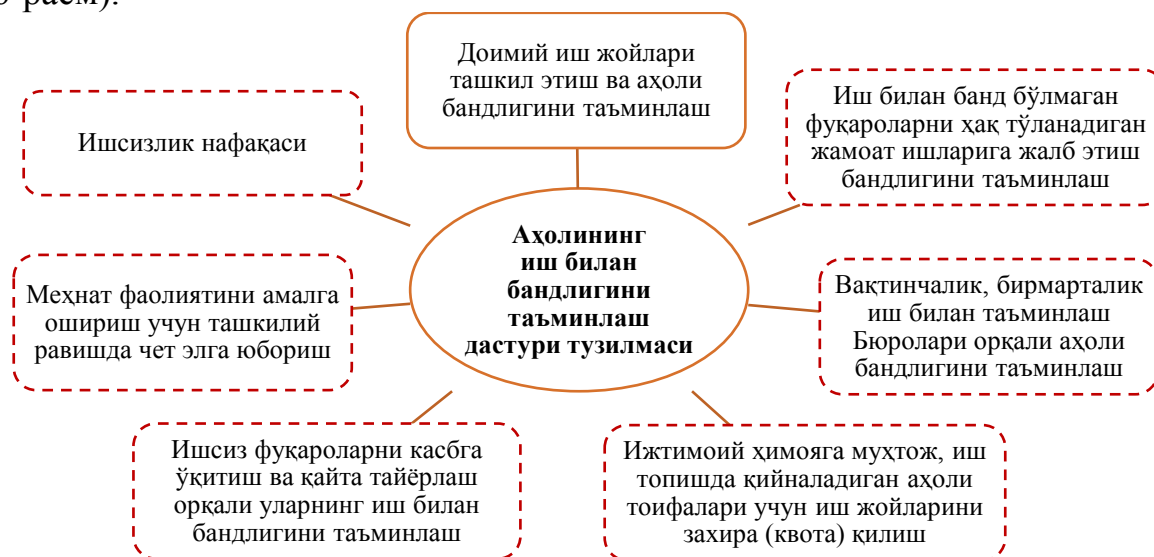 расм).
Доимий иш жойлари
ташкил этиш ва аҳоли
бандлигини таъминлаш
Ишсизлик нафақаси
Иш билан банд бўлмаган
фуқароларни ҳақ тўланадиган
жамоат ишларига жалб этиш
бандлигини таъминлаш
Аҳолининг
иш билан
бандлигини
таъминлаш
дастури тузилмаси
Меҳнат фаолиятини амалга
ошириш учун ташкилий
равишда чет элга юбориш
Вақтинчалик, бирмарталик
иш билан таъминлаш
Бюролари орқали аҳоли
бандлигини таъминлаш
Ишсиз фуқароларни касбга
ўқитиш ва қайта тайёрлаш
орқали уларнинг иш билан
бандлигини таъминлаш
Ижтимоий ҳимояга муҳтож, иш
топишда қийналадиган аҳоли
тоифалари учун иш жойларини
захира (квота) қилиш